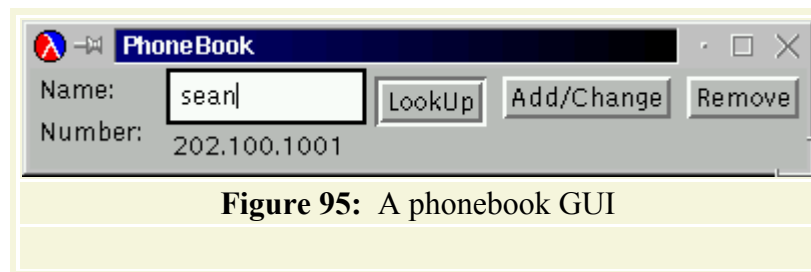 PhoneBook
Name: sean LookUp Add/Change Remove
Number: 202.100.1001
Figure 95: A phonebook GUI